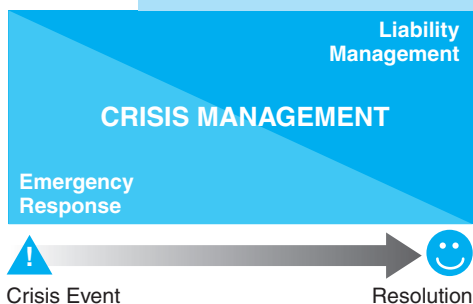 Liability
Management
CRISIS MANAGEMENT
Emergency
Response
!
Crisis Event
Resolution